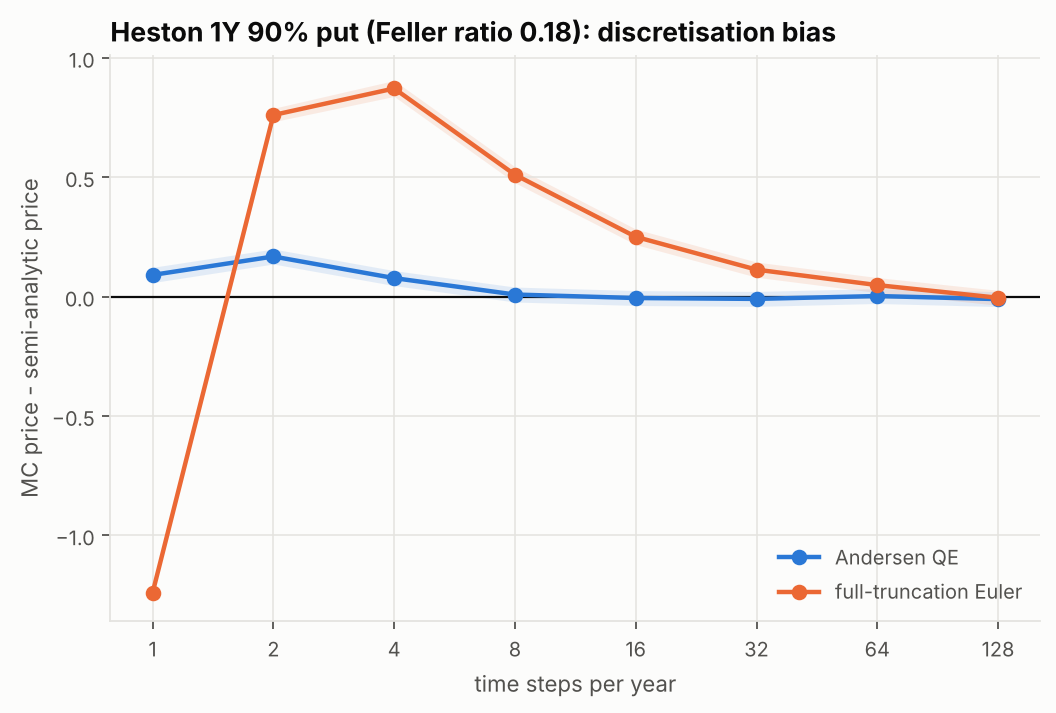 Heston 1Y 90% put (Feller ratio 0.18): discretisation bias
MC price - semi-analytic price
1.0
0.5
0.0
−0.5
−1.0
Andersen QE
full-truncation Euler
1 2 4 8 16 32 64 128
time steps per year